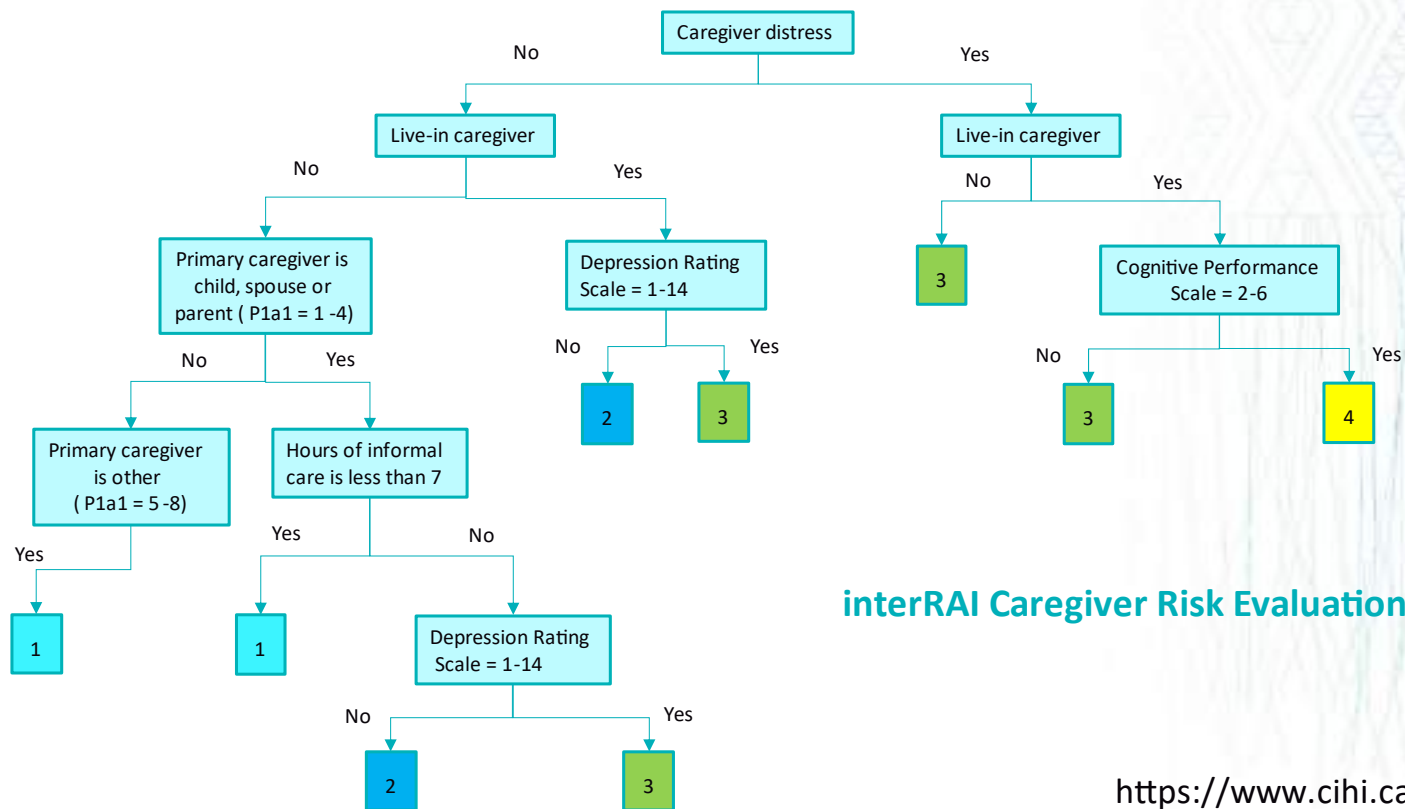 Caregiver distress
No
Yes
Live-in caregiver
Live-in caregiver
No
Yes
No
Yes
Primary caregiver is
child, spouse or
parent ( P1a1 = 1 -4)
Depression Rating
Scale = 1-14
3
Cognitive Performance
Scale = 2-6
No
Yes
No
Yes
No
Yes
2
3
3
4
Primary caregiver
is other
( P1a1 = 5 -8)
Hours of informal
care is less than 7
Yes
Yes
No
interRAI Caregiver Risk Evaluation
1
1
Depression Rating
Scale = 1-14
No
Yes
2
3
https://www.cihi.ca